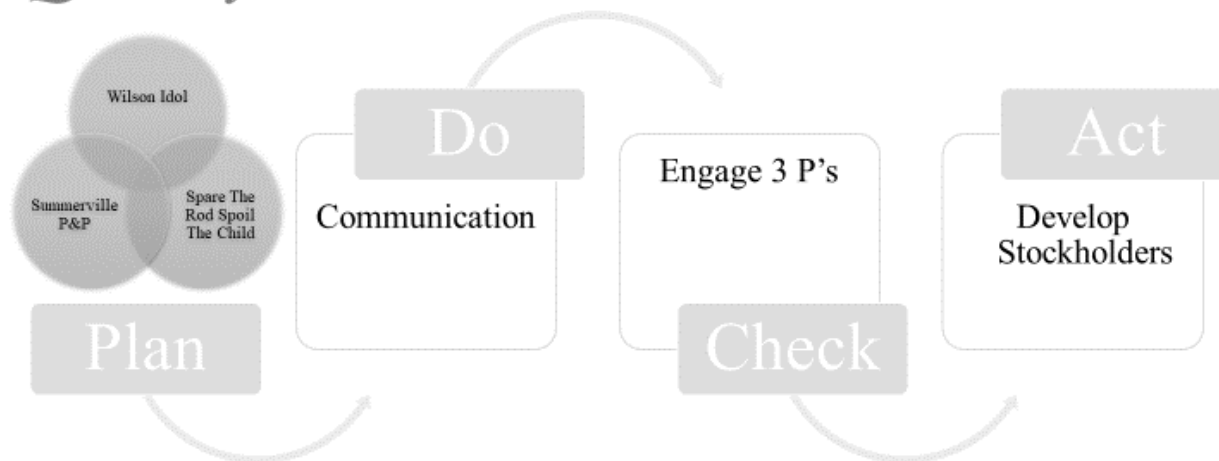 Wilson Idol
Summerville
P&P
Spare The
Rod Spoil
The Child
Plan
Do
Communication
Engage 3 P's
Check
Act
Develop
Stockholders